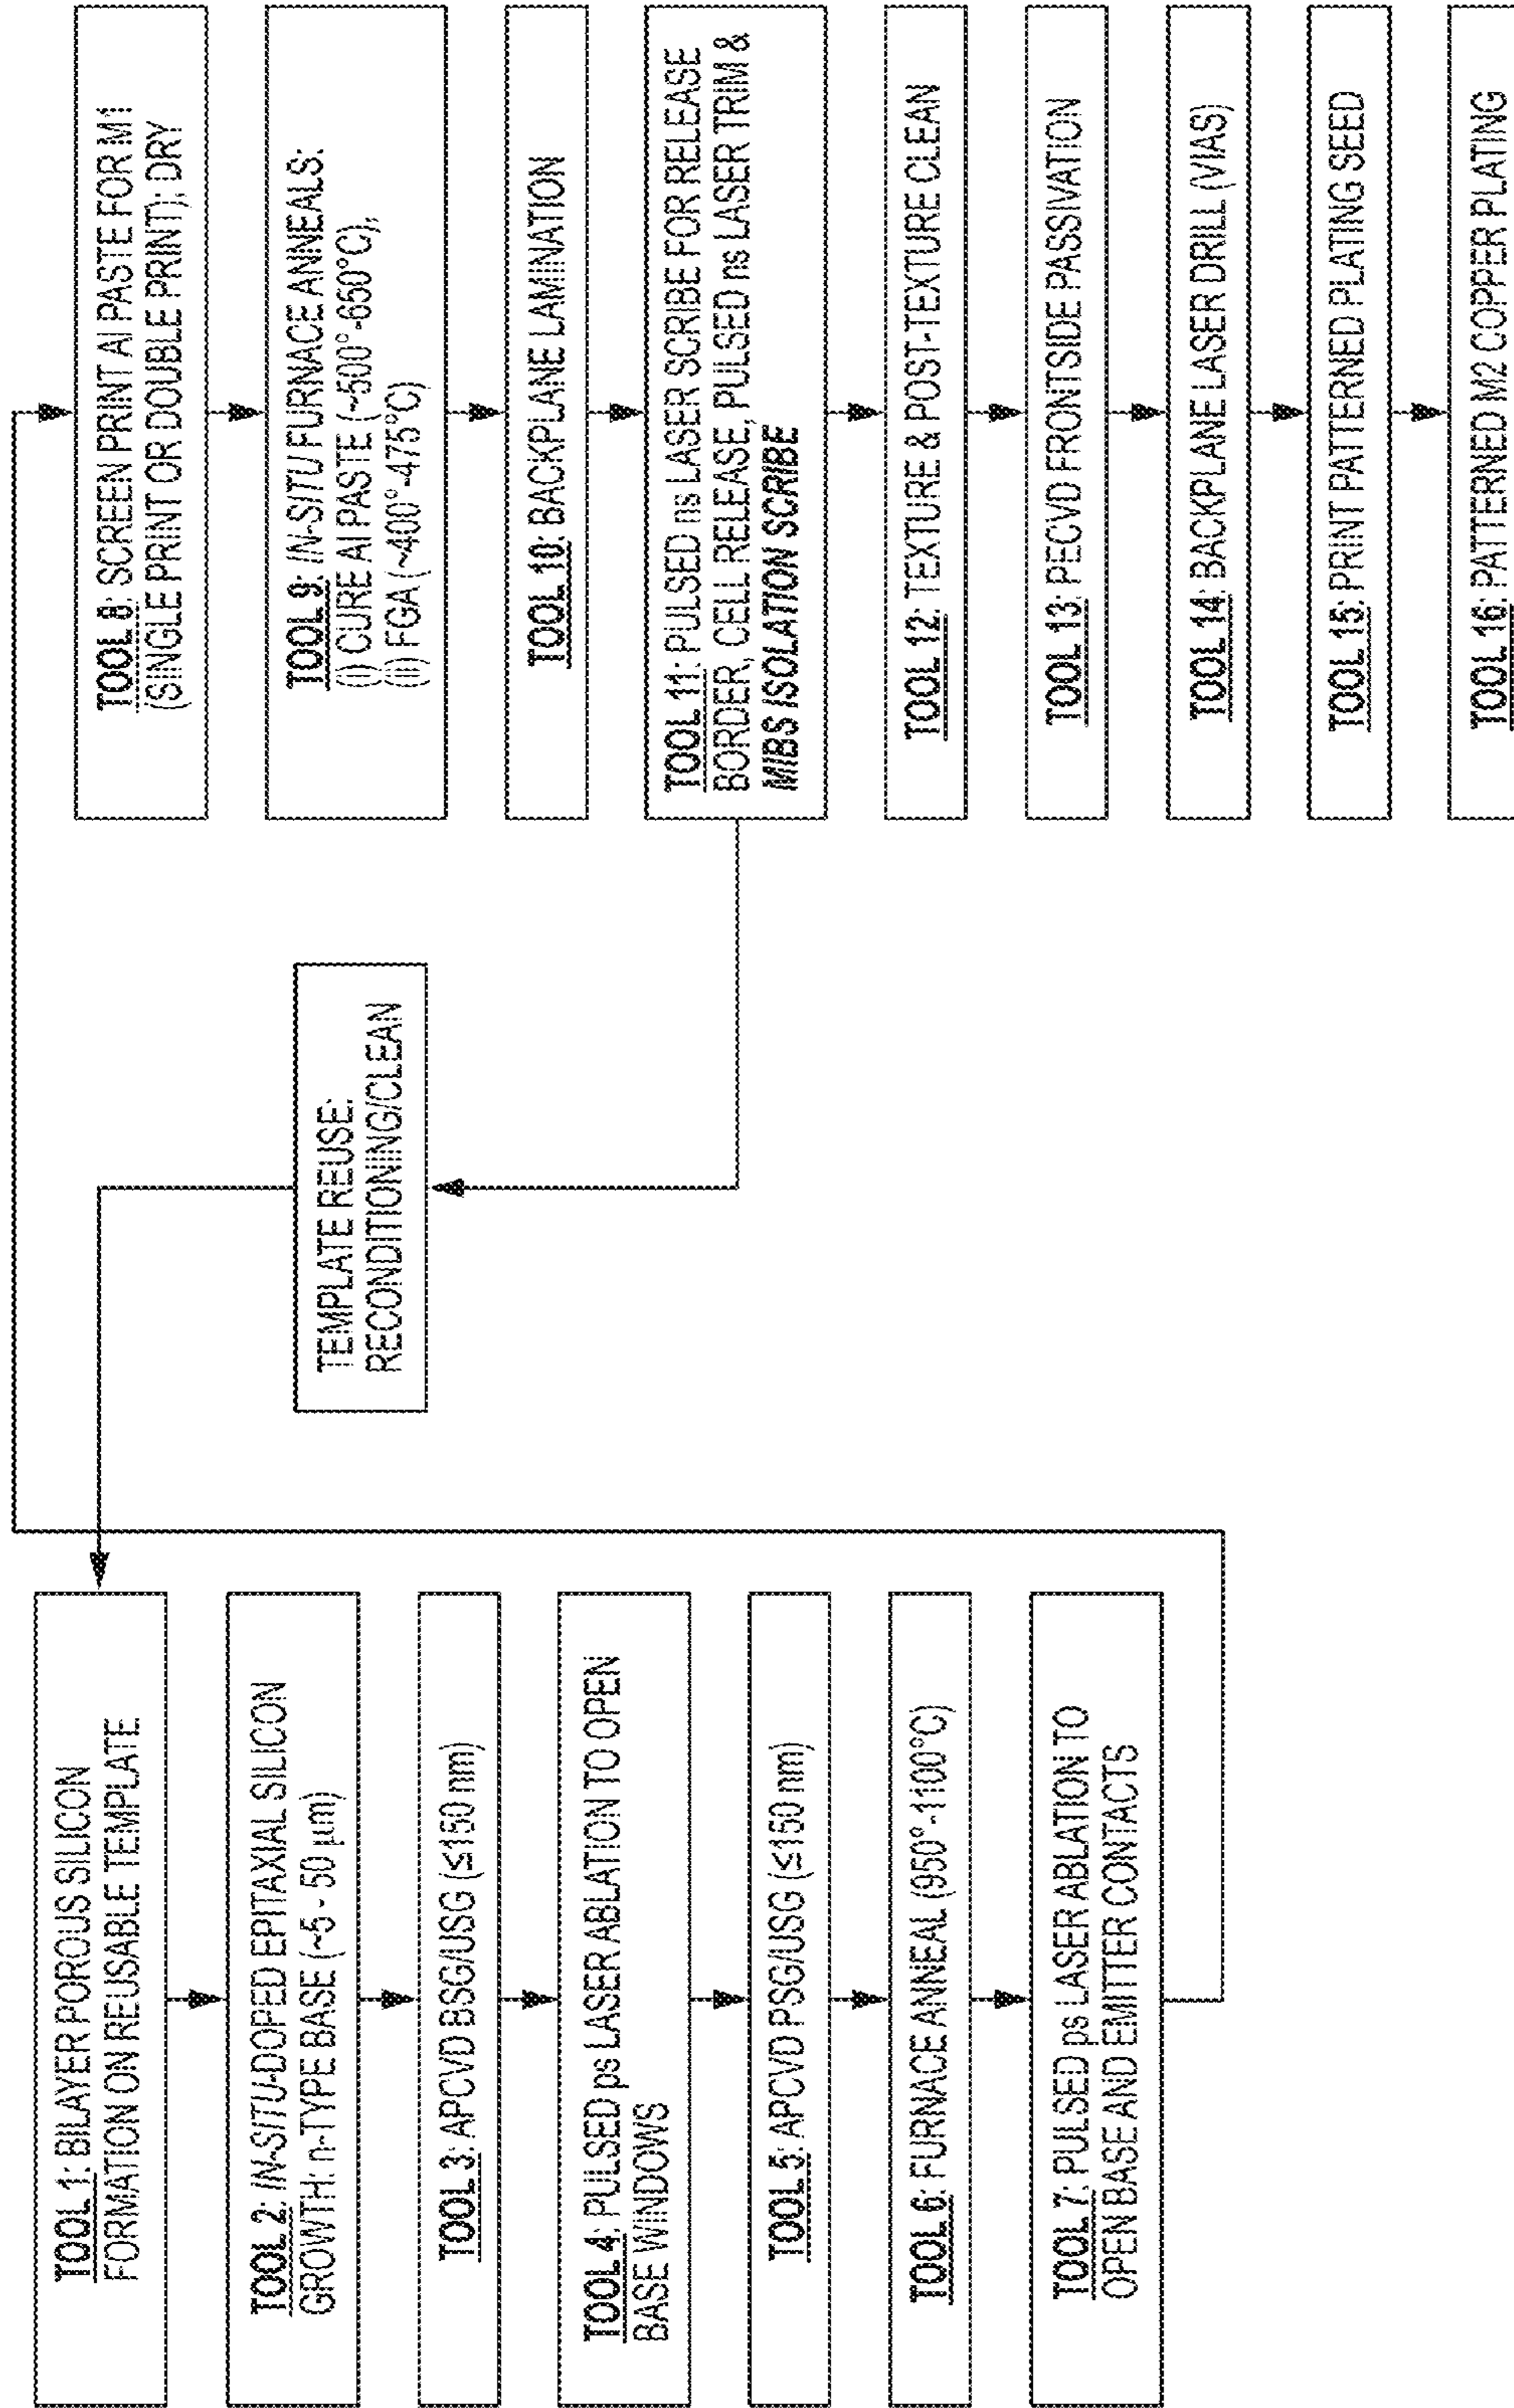 TOOL 1: BILAYER POROUS SILICON
FORMATION ON REUSABLE TEMPLATE
TOOL 2: IN-SITU-DOPED EPITAXIAL SILICON
GROWTH: n-TYPE BASE (~5 - 50 µm)
TOOL 3: APCVD BSG/USG (≤150 nm)
TOOL 4: PULSED ps LASER ABLATION TO OPEN
BASE WINDOWS
TOOL 5: APCVD PSG/USG (≤150 nm)
TOOL 6: FURNACE ANNEAL (950°-1100°C)
TOOL 7: PULSED ps LASER ABLATION TO
OPEN BASE AND EMITTER CONTACTS
TEMPLATE REUSE:
RECONDITIONING/CLEAN
TOOL 8: SCREEN PRINT Al PASTE FOR M1
(SINGLE PRINT OR DOUBLE PRINT); DRY
TOOL 9: IN-SITU FURNACE ANNEALS:
(i) CURE Al PASTE (~500°-650°C),
(ii) FGA (~400°-475°C)
TOOL 10: BACKPLANE LAMINATION
TOOL 11: PULSED ns LASER SCRIBE FOR RELEASE
BORDER, CELL RELEASE, PULSED ns LASER TRIM &
MIBS ISOLATION SCRIBE
TOOL 12: TEXTURE & POST-TEXTURE CLEAN
TOOL 13: PECVD FRONTSIDE PASSIVATION
TOOL 14: BACKPLANE LASER DRILL (VIAS)
TOOL 15: PRINT PATTERNED PLATING SEED
TOOL 16: PATTERNED M2 COPPER PLATING